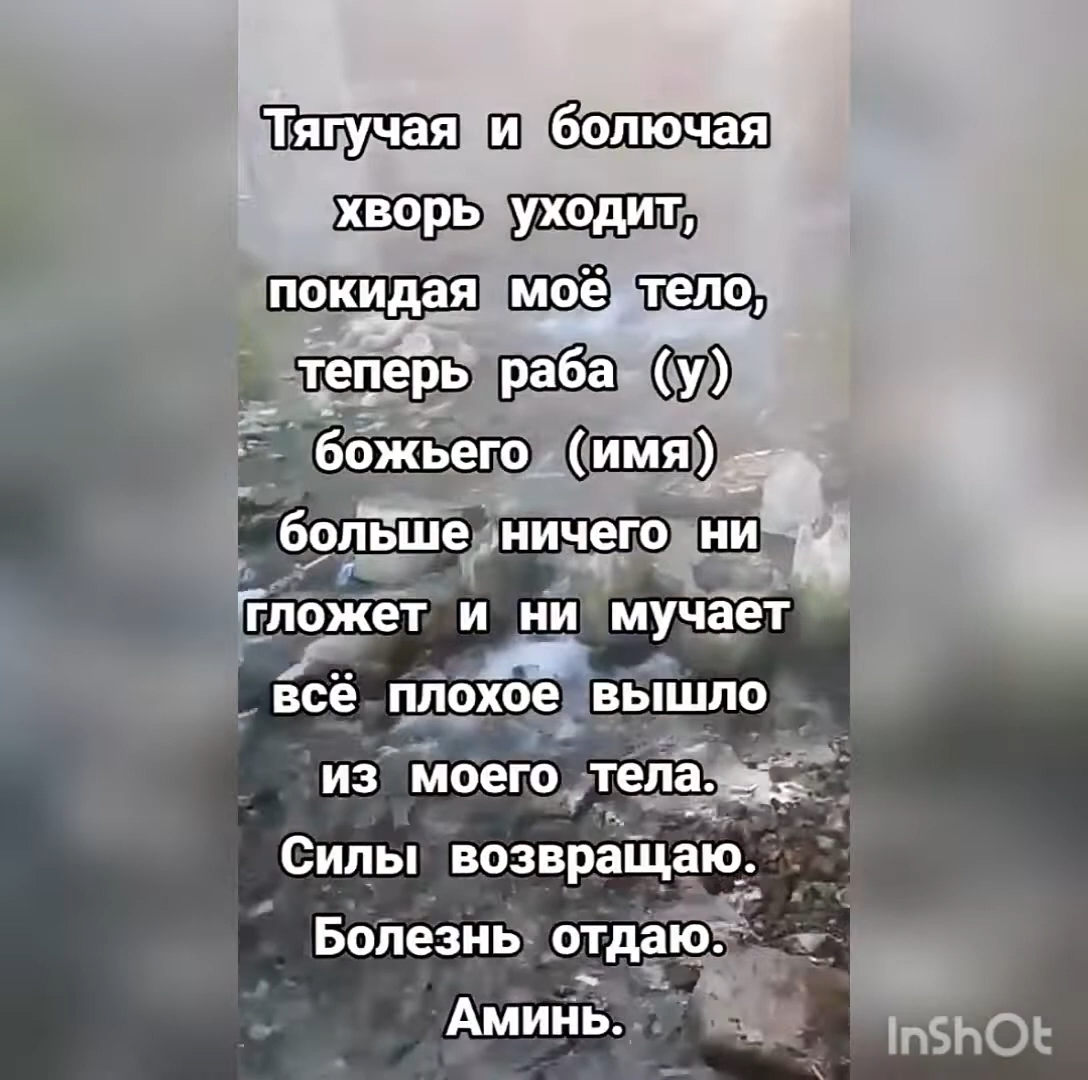 Тягучая и болючая
хворь уходит,
покидая моё тело,
теперь раба (у)
божьего (имя)
больше ничего ни
гложет и ни мучает
всё плохое вышло
из моего тела.
Силы возвращаю.
Болезнь отдаю.
Аминь.
InShOt